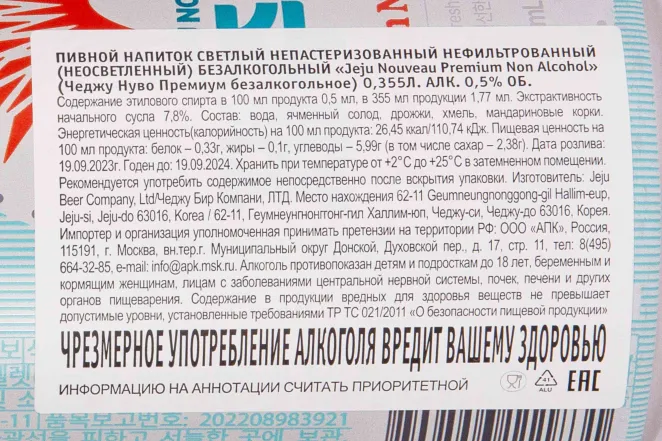 ПИВНОЙ НАПИТОК СВЕТЛЫЙ НЕПАСТЕРИЗОВАННЫЙ НЕФИЛЬТРОВАННЫЙ
(НЕОСВЕТЛЕННЫЙ) БЕЗАЛКОГОЛЬНЫЙ «Jeju Nouveau Premium Non Alcohol»
(Чеджу Нуво Премиум безалкогольное) 0,355Л. АЛК. 0,5% ОБ.
Содержание этилового спирта в 100 мл продукта 0,5 мл, в 355 мл продукции 1,77 мл. Экстрактивность
начального сусла 7,8%. Состав: вода, ячменный солод, дрожжи, хмель, мандариновые корки.
Энергетическая ценность(калорийность) на 100 мл продукта: 26,45 ккал/110,74 кДж. Пищевая ценность на
100 мл продукта: белок – 0,33г, жиры – 0,1г, углеводы – 5,99г (в том числе сахар – 2,38г). Дата розлива:
19.09.2023г. Годен до: 19.09.2024. Хранить при температуре от +2°С до +25°С в затемненном помещении.
Рекомендуется употребить содержимое непосредственно после вскрытия упаковки. Изготовитель: Jeju
Beer Company, Ltd/Чеджу Бир Компани, ЛТД. Место нахождения 62-11 Geumneungnonggong-gil Hallim-eup,
Jeju-si, Jeju-do 63016, Korea / 62-11, Геумнеунгнонгтонг-гил Халлим-юп, Чеджу-си, Чеджу-до 63016, Корея.
Импортер и организация уполномоченная принимать претензии на территории РФ: ООО «АПК», Россия,
115191, г. Москва, вн.тер.г. Муниципальный округ Донской, Духовской пер., д. 17, стр. 11, тел: 8(495)
664-32-85, e-mail: info@apk.msk.ru. Алкоголь противопоказан детям и подросткам до 18 лет, беременным и
кормящим женщинам, лицам с заболеваниями центральной нервной системы, почек, печени и других
органов пищеварения. Содержание в продукции вредных для здоровья веществ не превышает
допустимые уровни, установленные требованиями ТР ТС 021/2011 «О безопасности пищевой продукции»
ЧРЕЗМЕРНОЕ УПОТРЕБЛЕНИЕ АЛКОГОЛЯ ВРЕДИТ ВАШЕМУ ЗДОРОВЬЮ
ИНФОРМАЦИЮ НА АННОТАЦИИ СЧИТАТЬ ПРИОРИТЕТНОЙ
41
ALU
EAC
-11|품목보고번호: 202208983921